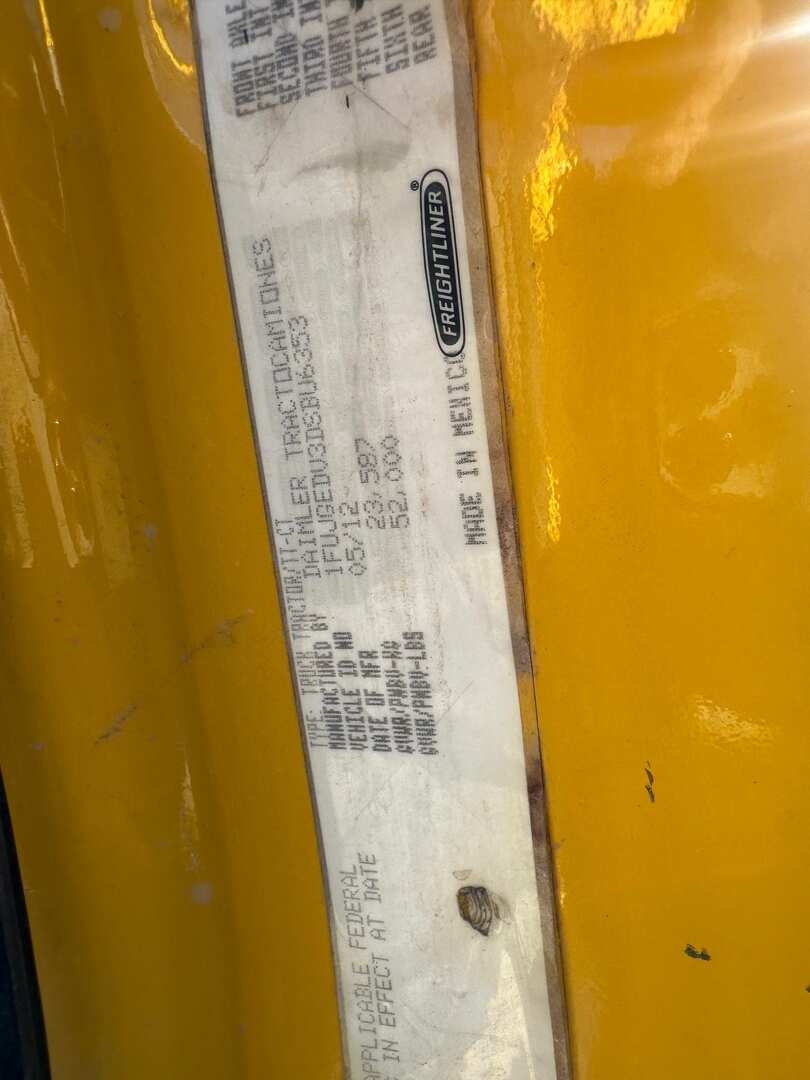 FRONT AXLE
FIRST INT
SECOND IN
THIRD IN
FOURTH
FIFTH
SIXTH
REAR
FREIGHTLINER®
TYPE: TRUCK TRACTOR/TT-CT
MANUFACTURED BY DAIMLER TRACTOCAMIONES
VEHICLE ID NO 1FUJGEDV3DSBU6353
DATE OF MFR 05/12
GVWR/PNBV-KG 23,587
GVWR/PNBV-LBS 52,000
MADE IN MEXICO
APPLICABLE FEDERAL
IN EFFECT AT DATE